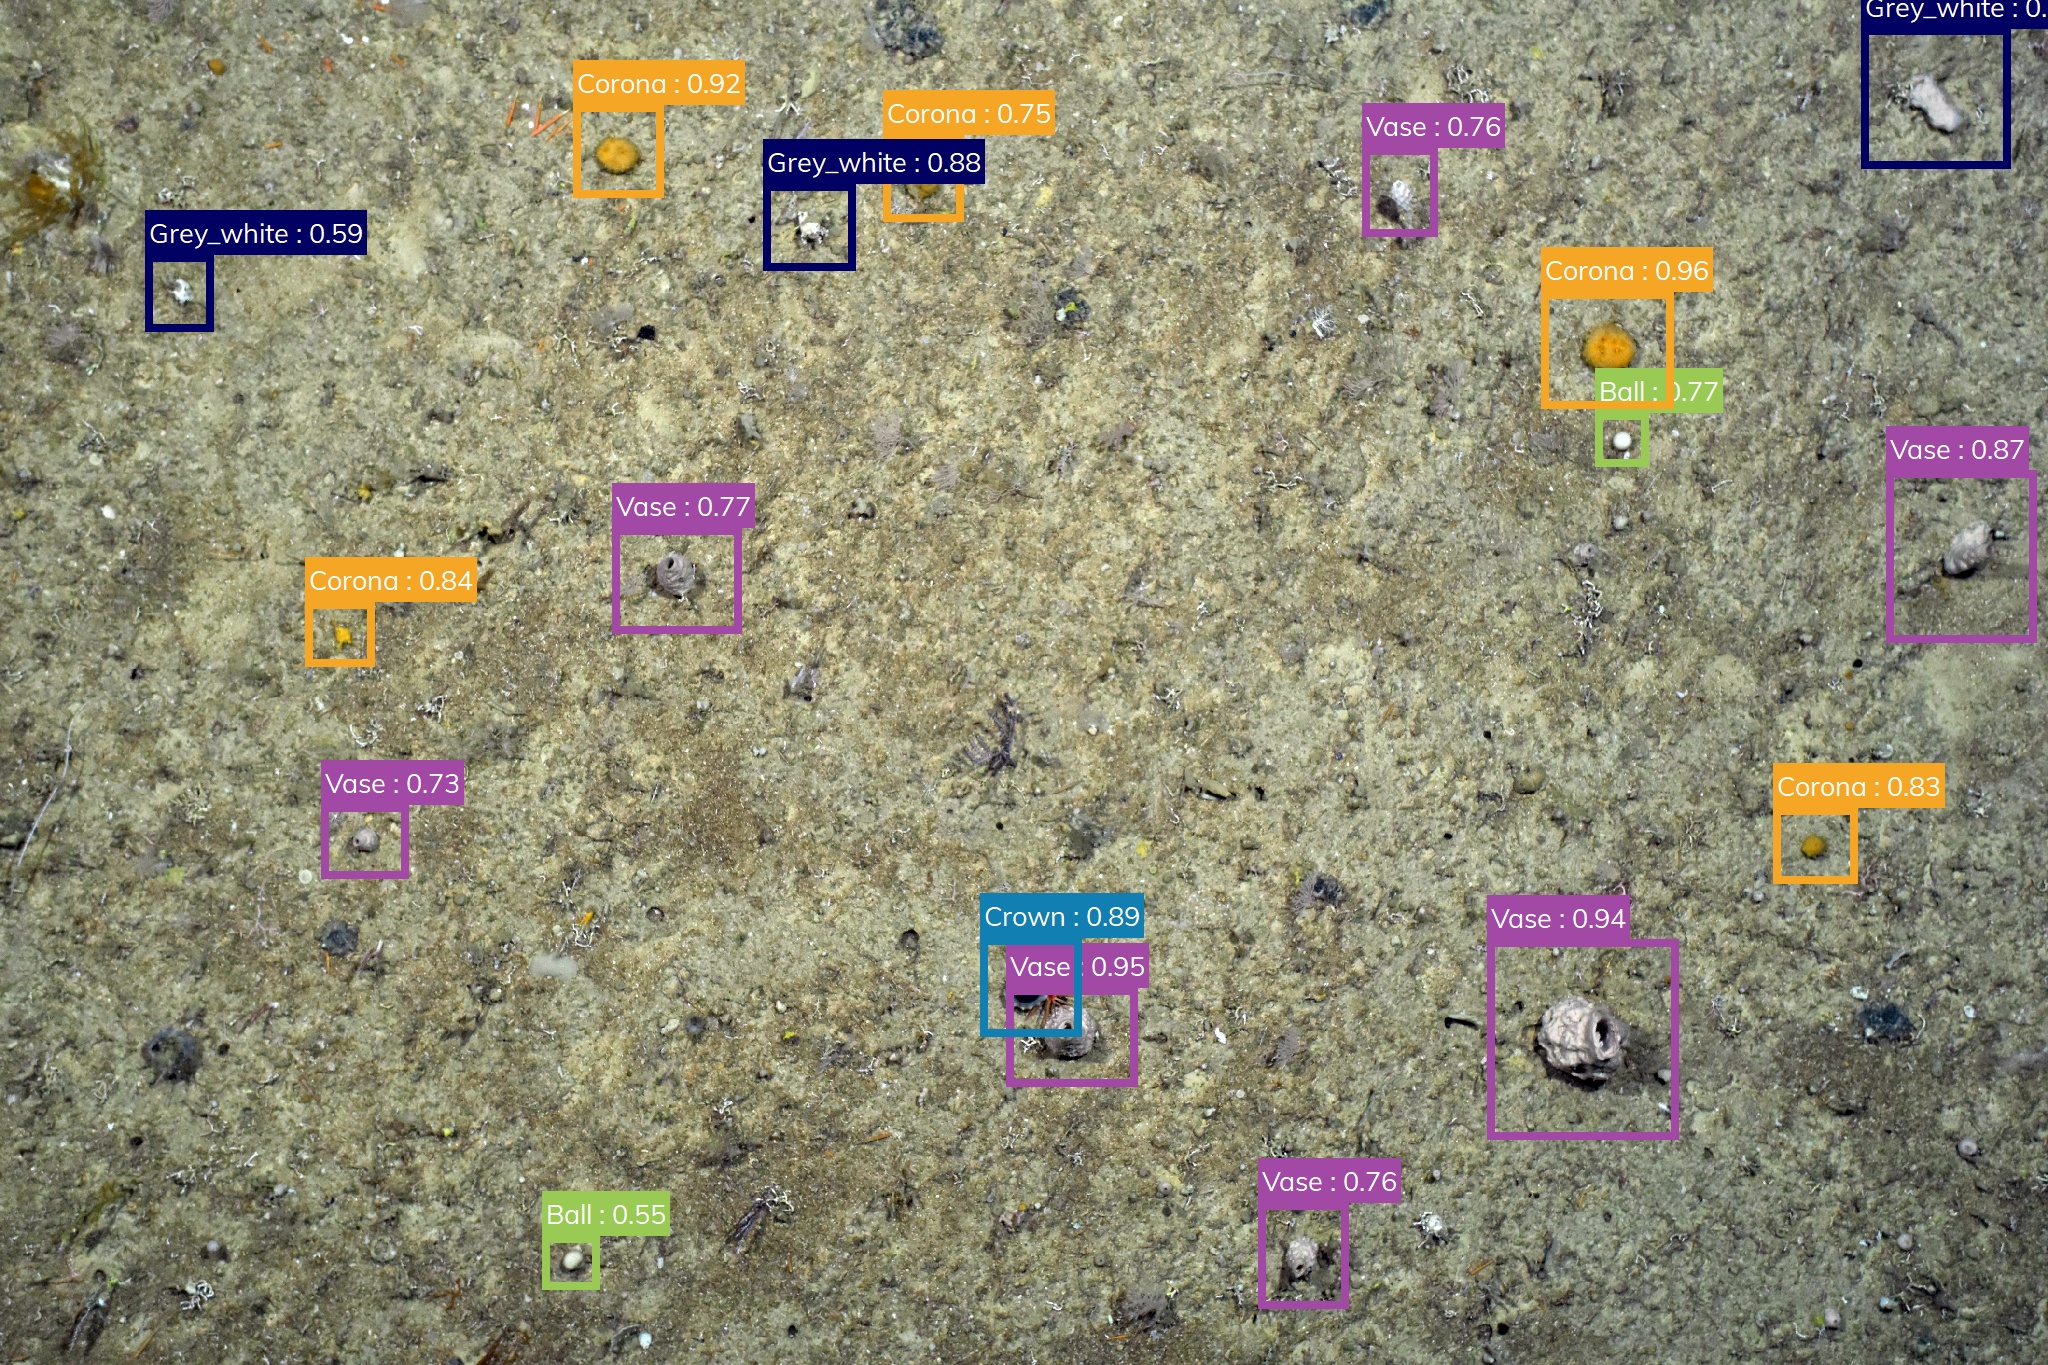 Grey_white : 0.
Corona : 0.92
Corona : 0.75
Vase : 0.76
Grey_white : 0.88
Grey_white : 0.59
Corona : 0.96
Ball : 0.77
Vase : 0.87
Vase : 0.77
Corona : 0.84
Vase : 0.73
Corona : 0.83
Crown : 0.89
Vase : 0.94
Vase : 0.95
Vase : 0.76
Ball : 0.55